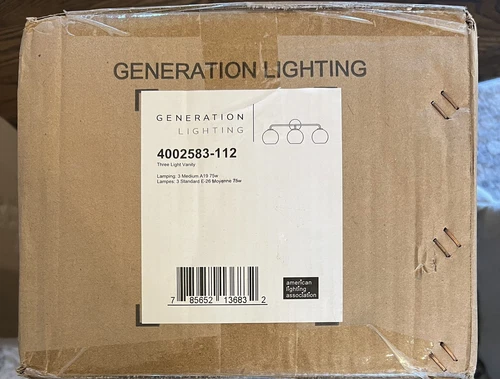 GENERATION LIGHTING
GENERATION
LIGHTING
4002583-112
Three Light Vanity
Lamping: 3 Medium A19 75w
Lampes: 3 Standard E-26 Moyenne 75w
7 85652 13683 2
american
lighting
association